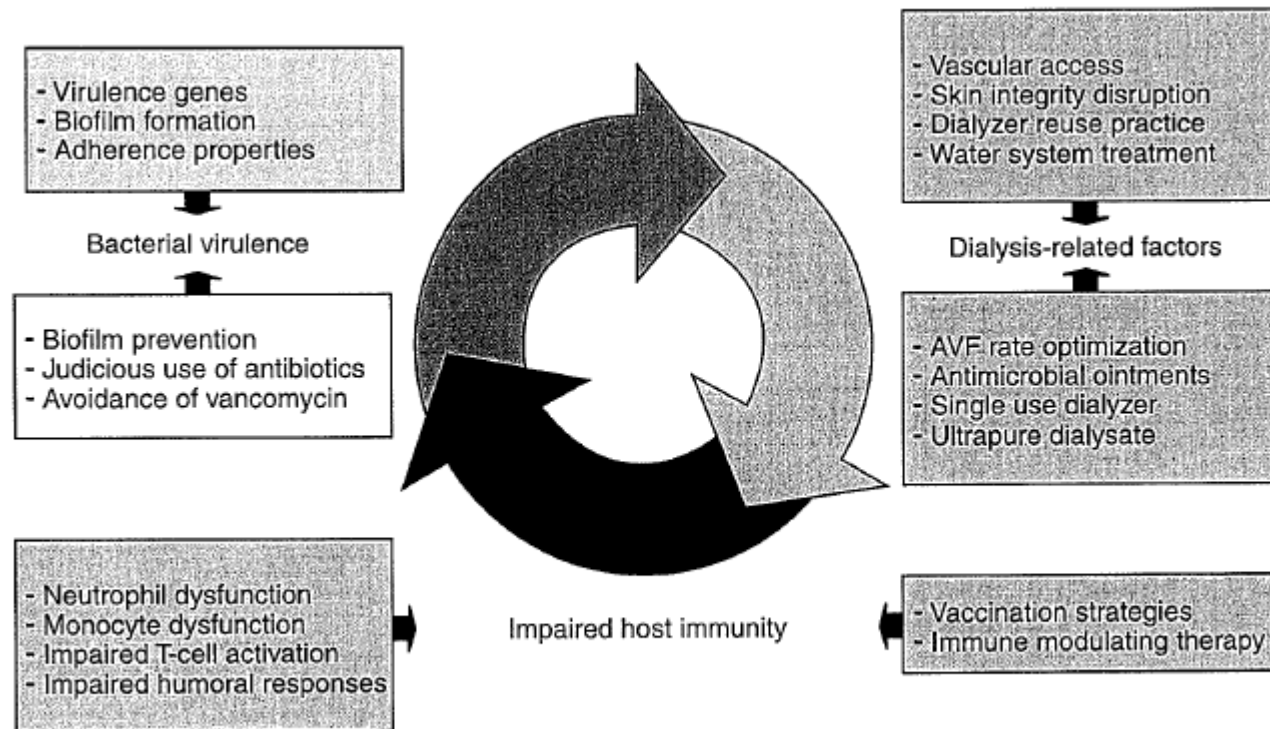 - Virulence genes
- Biofilm formation
- Adherence properties
Bacterial virulence
- Biofilm prevention
- Judicious use of antibiotics
- Avoidance of vancomycin
- Vascular access
- Skin integrity disruption
- Dialyzer reuse practice
- Water system treatment
Dialysis-related factors
- AVF rate optimization
- Antimicrobial ointments
- Single use dialyzer
- Ultrapure dialysate
- Neutrophil dysfunction
- Monocyte dysfunction
- Impaired T-cell activation
- Impaired humoral responses
Impaired host immunity
- Vaccination strategies
- Immune modulating therapy